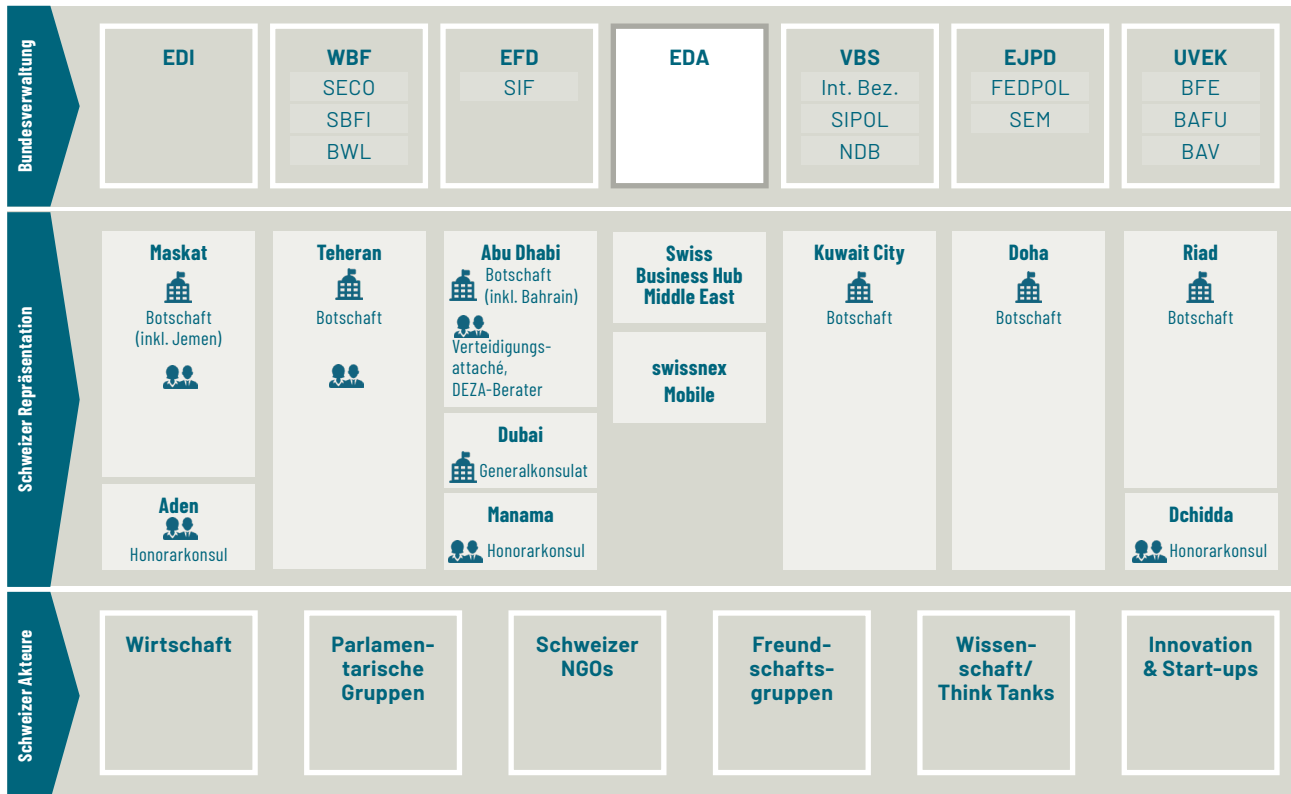 Bundesverwaltung
EDI
WBF
SECO
SBFI
BWL
EFD
SIF
EDA
VBS
Int. Bez.
SIPOL
NDB
EJPD
FEDPOL
SEM
UVEK
BFE
BAFU
BAV
Schweizer Repräsentation
Maskat
Botschaft
(inkl. Jemen)
Aden
Honorarkonsul
Teheran
Botschaft
Abu Dhabi
Botschaft
(inkl. Bahrain)
Verteidigungs-
attaché,
DEZA-Berater
Dubai
Generalkonsulat
Manama
Honorarkonsul
Swiss
Business Hub
Middle East
swissnex
Mobile
Kuwait City
Botschaft
Doha
Botschaft
Riad
Botschaft
Dchidda
Honorarkonsul
Schweizer Akteure
Wirtschaft
Parlamen-
tarische
Gruppen
Schweizer
NGOs
Freund-
schafts-
gruppen
Wissen-
schaft/
Think Tanks
Innovation
& Start-ups